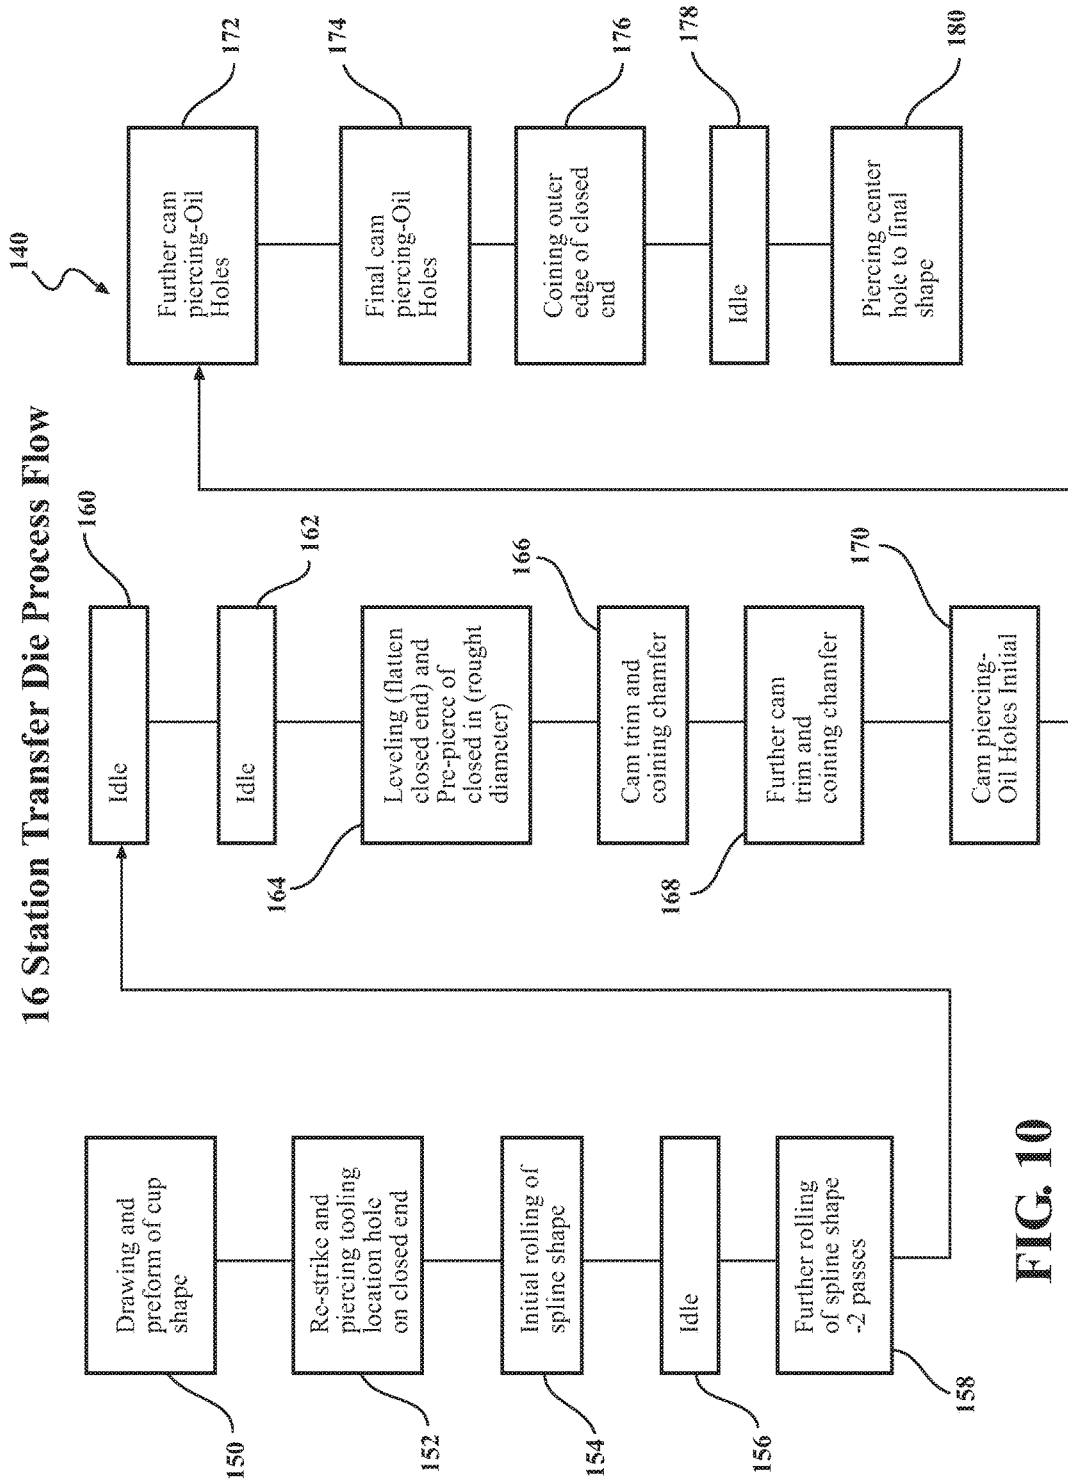 16 Station Transfer Die Process Flow
140
Drawing and
preform of cup
shape
150
Re-strike and
piercing tooling
location hole
on closed end
152
Initial rolling of
spline shape
154
Idle
156
Further rolling
of spline shape
-2 passes
158
Idle
160
Idle
162
Leveling (flatten
closed end) and
Pre-pierce of
closed in (rought
diameter)
164
Cam trim and
coining chamfer
166
Further cam
trim and
coining chamfer
168
Cam piercing-
Oil Holes Initial
170
Further cam
piercing-Oil
Holes
172
Final cam
piercing-Oil
Holes
174
Coining outer
edge of closed
end
176
Idle
178
Piercing center
hole to final
shape
180
FIG. 10